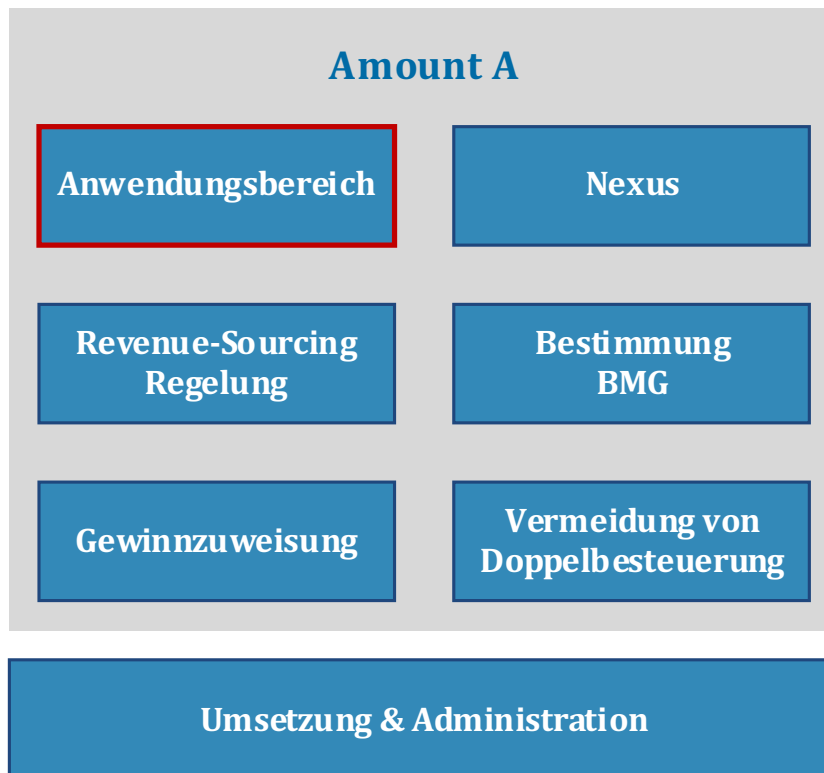 Amount A
Anwendungsbereich
Nexus
Revenue-Sourcing
Regelung
Bestimmung
BMG
Gewinnzuweisung
Vermeidung von
Doppelbesteuerung
Umsetzung & Administration